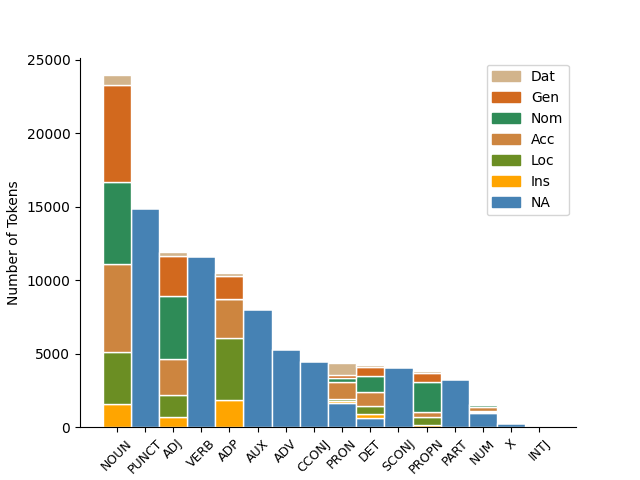 25000
20000
15000
10000
5000
0
Number of Tokens
Dat
Gen
Nom
Acc
Loc
Ins
NA
NOUN
PUNCT
ADJ
VERB
ADP
AUX
ADV
CCONJ
PRON
DET
SCONJ
PROPN
PART
NUM
X
INTJ